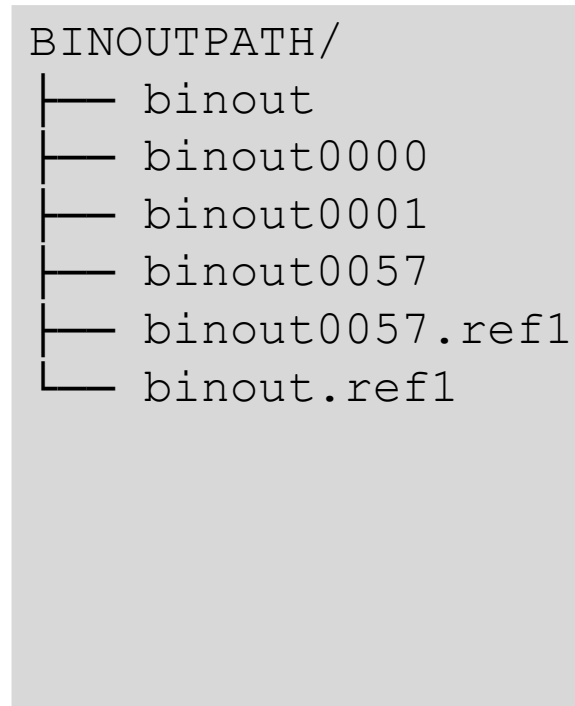 BINOUTPATH/
├── binout
├── binout0000
├── binout0001
├── binout0057
├── binout0057.ref1
└── binout.ref1